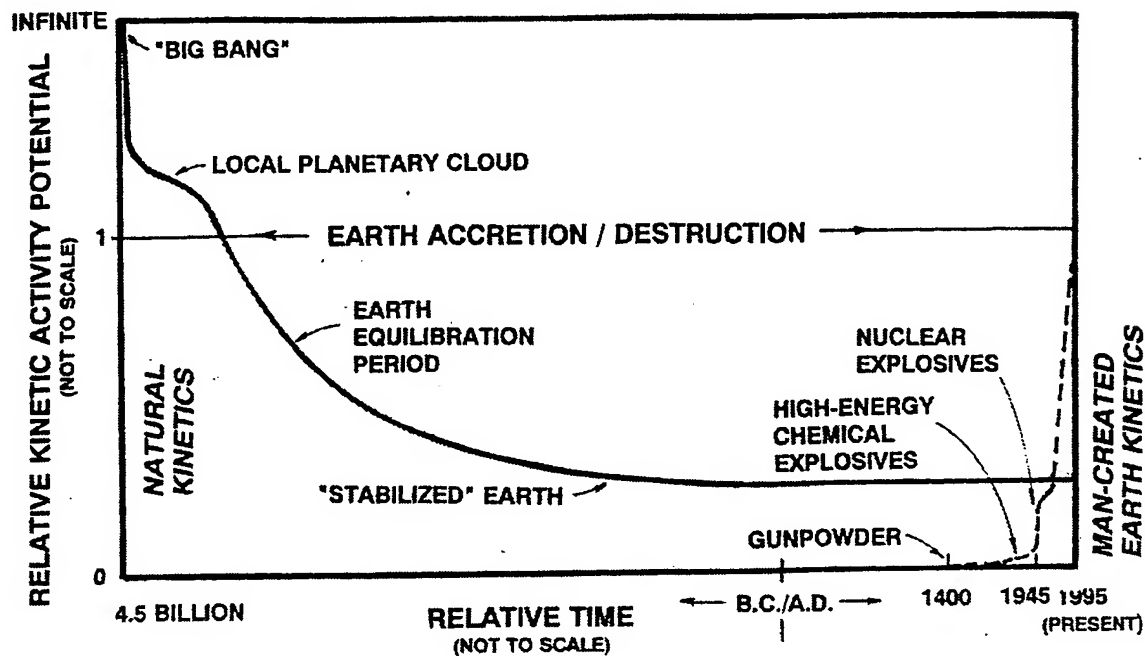 INFINITE
"BIG BANG"
LOCAL PLANETARY CLOUD
1
EARTH ACCRETION / DESTRUCTION
RELATIVE KINETIC ACTIVITY POTENTIAL
(NOT TO SCALE)
NATURAL
KINETICS
EARTH
EQUILIBRATION
PERIOD
NUCLEAR
EXPLOSIVES
HIGH-ENERGY
CHEMICAL
EXPLOSIVES
"STABILIZED" EARTH
GUNPOWDER
MAN-CREATED
EARTH KINETICS
0
4.5 BILLION
RELATIVE TIME
(NOT TO SCALE)
B.C./A.D.
1400
1945
1995
(PRESENT)